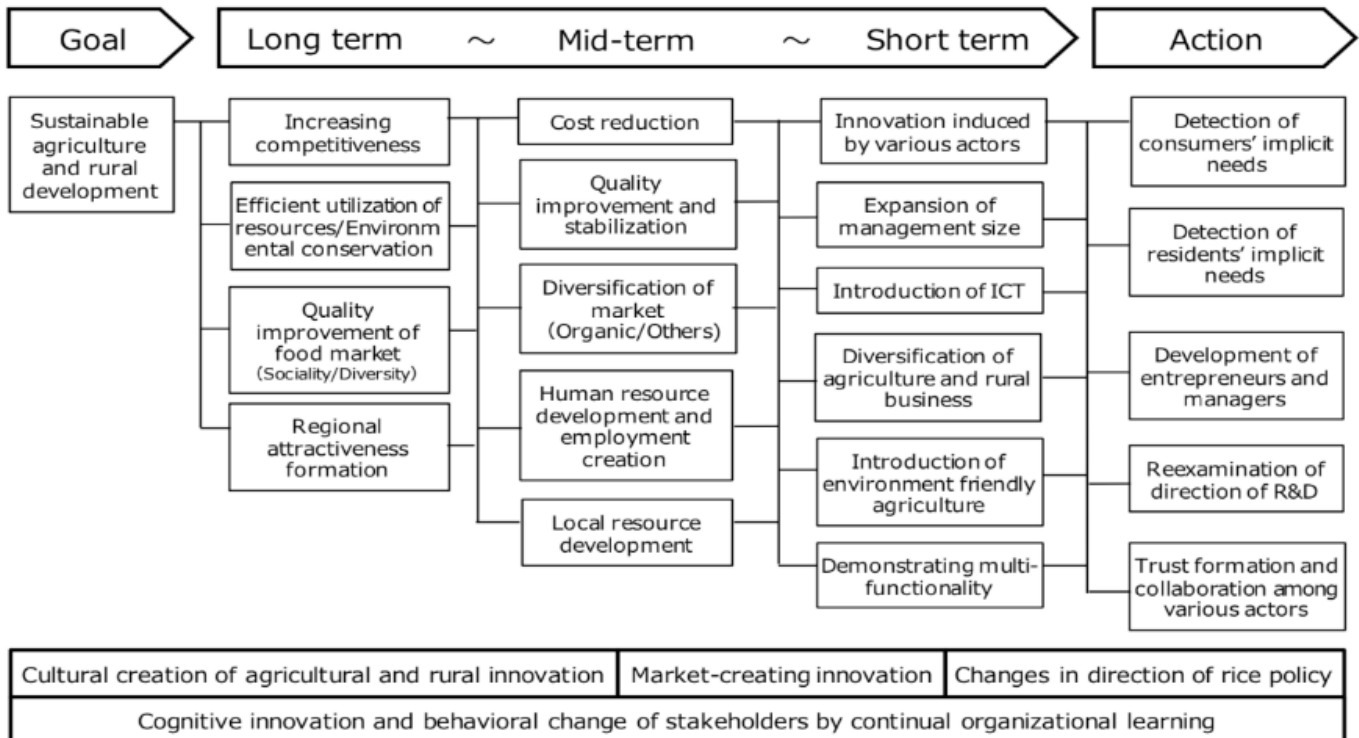 Goal
Long term ～ Mid-term ～ Short term
Action
Sustainable
agriculture
and rural
development
Increasing
competitiveness
Efficient utilization of
resources/Environm
ental conservation
Quality
improvement of
food market
(Sociality/Diversity)
Regional
attractiveness
formation
Cost reduction
Quality
improvement and
stabilization
Diversification of
market
(Organic/Others)
Human resource
development and
employment
creation
Local resource
development
Innovation induced
by various actors
Expansion of
management size
Introduction of ICT
Diversification of
agriculture and rural
business
Introduction of
environment friendly
agriculture
Demonstrating multi-
functionality
Detection of
consumers’ implicit
needs
Detection of
residents’ implicit
needs
Development of
entrepreneurs and
managers
Reexamination of
direction of R&D
Trust formation and
collaboration among
various actors
Cultural creation of agricultural and rural innovation
Market-creating innovation
Changes in direction of rice policy
Cognitive innovation and behavioral change of stakeholders by continual organizational learning